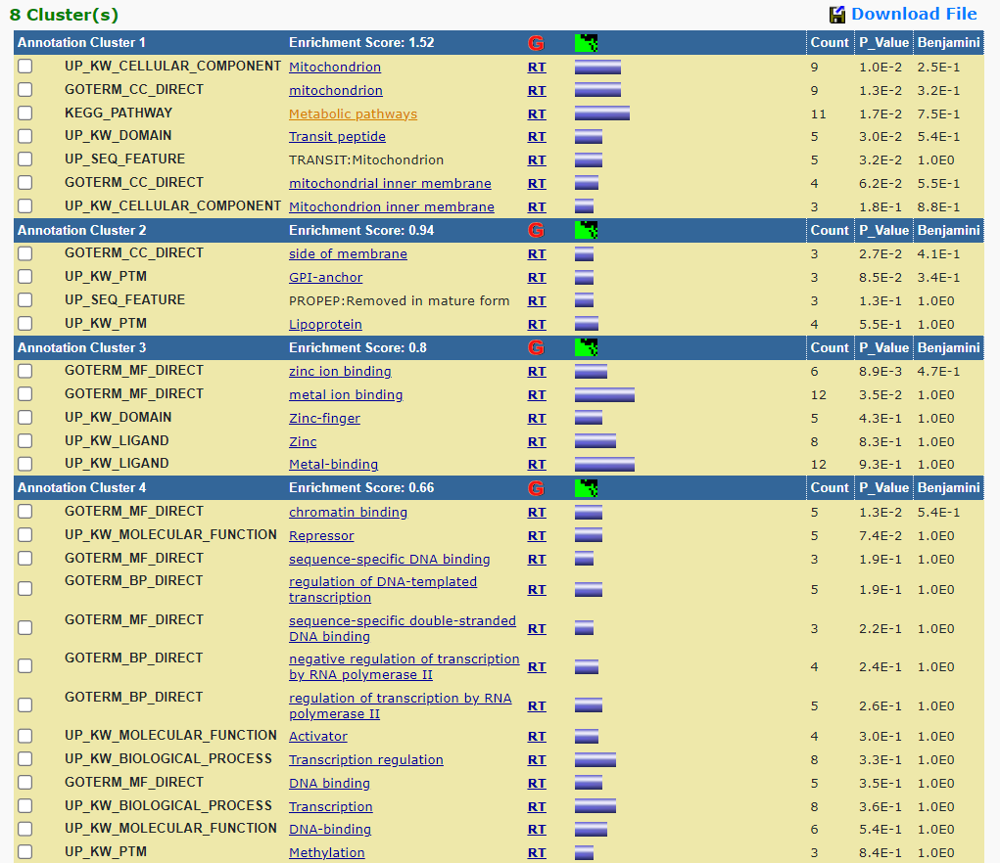 8 Cluster(s) Download File
Annotation Cluster 1 Enrichment Score: 1.52 G Count P_Value Benjamini
UP_KW_CELLULAR_COMPONENT Mitochondrion RT 9 1.0E-2 2.5E-1
GOTERM_CC_DIRECT mitochondrion RT 9 1.3E-2 3.2E-1
KEGG_PATHWAY Metabolic pathways RT 11 1.7E-2 7.5E-1
UP_KW_DOMAIN Transit peptide RT 5 3.0E-2 5.4E-1
UP_SEQ_FEATURE TRANSIT:Mitochondrion RT 5 3.2E-2 1.0E0
GOTERM_CC_DIRECT mitochondrial inner membrane RT 4 6.2E-2 5.5E-1
UP_KW_CELLULAR_COMPONENT Mitochondrion inner membrane RT 3 1.8E-1 8.8E-1
Annotation Cluster 2 Enrichment Score: 0.94 G Count P_Value Benjamini
GOTERM_CC_DIRECT side of membrane RT 3 2.7E-2 4.1E-1
UP_KW_PTM GPI-anchor RT 3 8.5E-2 3.4E-1
UP_SEQ_FEATURE PROPEP:Removed in mature form RT 3 1.3E-1 1.0E0
UP_KW_PTM Lipoprotein RT 4 5.5E-1 1.0E0
Annotation Cluster 3 Enrichment Score: 0.8 G Count P_Value Benjamini
GOTERM_MF_DIRECT zinc ion binding RT 6 8.9E-3 4.7E-1
GOTERM_MF_DIRECT metal ion binding RT 12 3.5E-2 1.0E0
UP_KW_DOMAIN Zinc-finger RT 5 4.3E-1 1.0E0
UP_KW_LIGAND Zinc RT 8 8.3E-1 1.0E0
UP_KW_LIGAND Metal-binding RT 12 9.3E-1 1.0E0
Annotation Cluster 4 Enrichment Score: 0.66 G Count P_Value Benjamini
GOTERM_MF_DIRECT chromatin binding RT 5 1.3E-2 5.4E-1
UP_KW_MOLECULAR_FUNCTION Repressor RT 5 7.4E-2 1.0E0
GOTERM_MF_DIRECT sequence-specific DNA binding RT 3 1.9E-1 1.0E0
GOTERM_BP_DIRECT regulation of DNA-templated
transcription RT 5 1.9E-1 1.0E0
GOTERM_MF_DIRECT sequence-specific double-stranded
DNA binding RT 3 2.2E-1 1.0E0
GOTERM_BP_DIRECT negative regulation of transcription
by RNA polymerase II RT 4 2.4E-1 1.0E0
GOTERM_BP_DIRECT regulation of transcription by RNA
polymerase II RT 5 2.6E-1 1.0E0
UP_KW_MOLECULAR_FUNCTION Activator RT 4 3.0E-1 1.0E0
UP_KW_BIOLOGICAL_PROCESS Transcription regulation RT 8 3.3E-1 1.0E0
GOTERM_MF_DIRECT DNA binding RT 5 3.5E-1 1.0E0
UP_KW_BIOLOGICAL_PROCESS Transcription RT 8 3.6E-1 1.0E0
UP_KW_MOLECULAR_FUNCTION DNA-binding RT 6 5.4E-1 1.0E0
UP_KW_PTM Methylation RT 3 8.4E-1 1.0E0